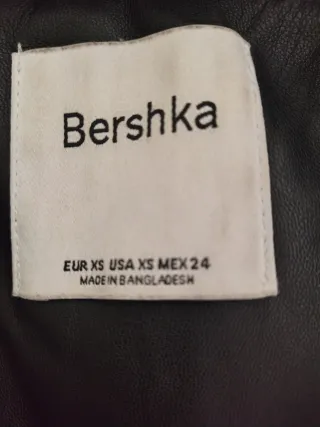 Bershka
EUR XS USA XS MEX 24
MADE IN BANGLADESH